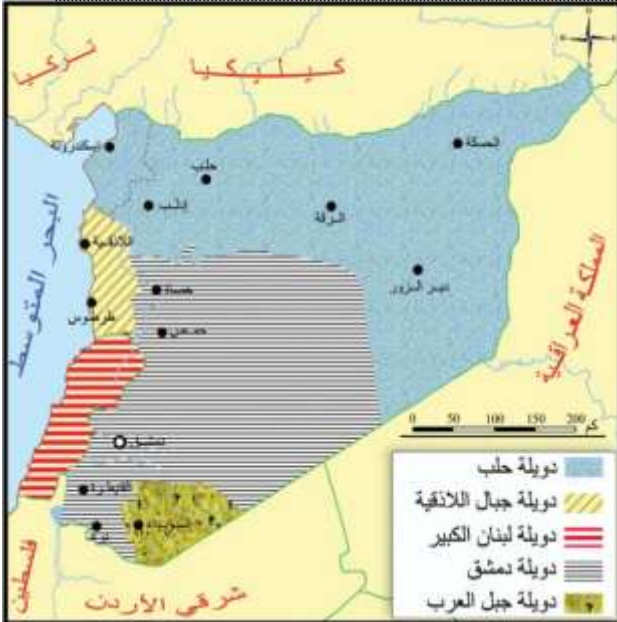 تركيا
كيليكيا
إسكندرونة
حلب
الحسكة
إدلب
الرقة
اللاذقية
دير الزور
حماة
طرطوس
حمص
البحر المتوسط
المملكة العراقية
دمشق
القنيطرة
السويداء
درعا
فلسطين
شرقي الأردن
0 50 100 150 200 كم
دويلة حلب
دويلة جبال اللاذقية
دويلة لبنان الكبير
دويلة دمشق
دويلة جبل العرب